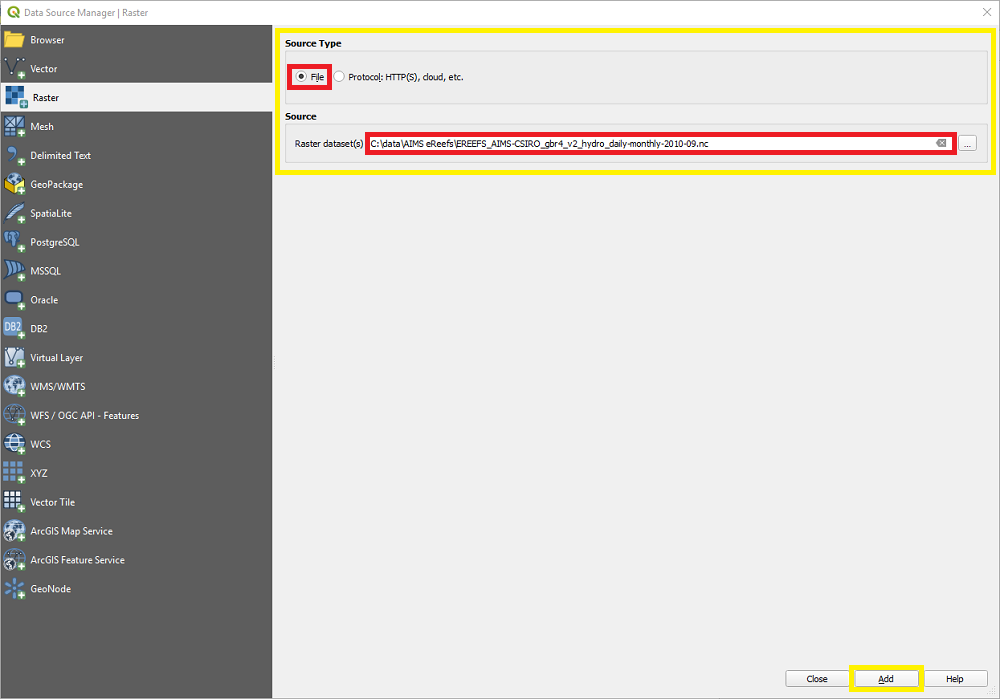 Data Source Manager | Raster
Browser
Vector
Raster
Mesh
Delimited Text
GeoPackage
SpatiaLite
PostgreSQL
MSSQL
Oracle
DB2
DB2
Virtual Layer
WMS/WMTS
WFS / OGC API - Features
WCS
XYZ
Vector Tile
ArcGIS Map Service
ArcGIS Feature Service
GeoNode
Source Type
File Protocol: HTTP(S), cloud, etc.
Source
Raster dataset(s) C:\data\AIMS eReefs\EREEFS_AIMS-CSIRO_gbr4_v2_hydro_daily-monthly-2010-09.nc ...
Close Add Help